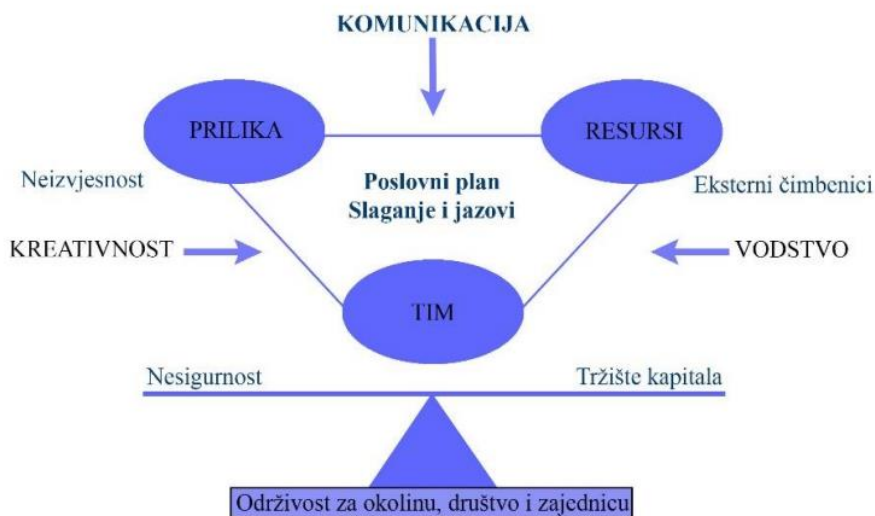 KOMUNIKACIJA
PRILIKA
RESURSI
Neizvjesnost
Poslovni plan
Slaganje i jazovi
Eksterni čimbenici
KREATIVNOST
VODSTVO
TIM
Nesigurnost
Tržište kapitala
Održivost za okolinu, društvo i zajednicu